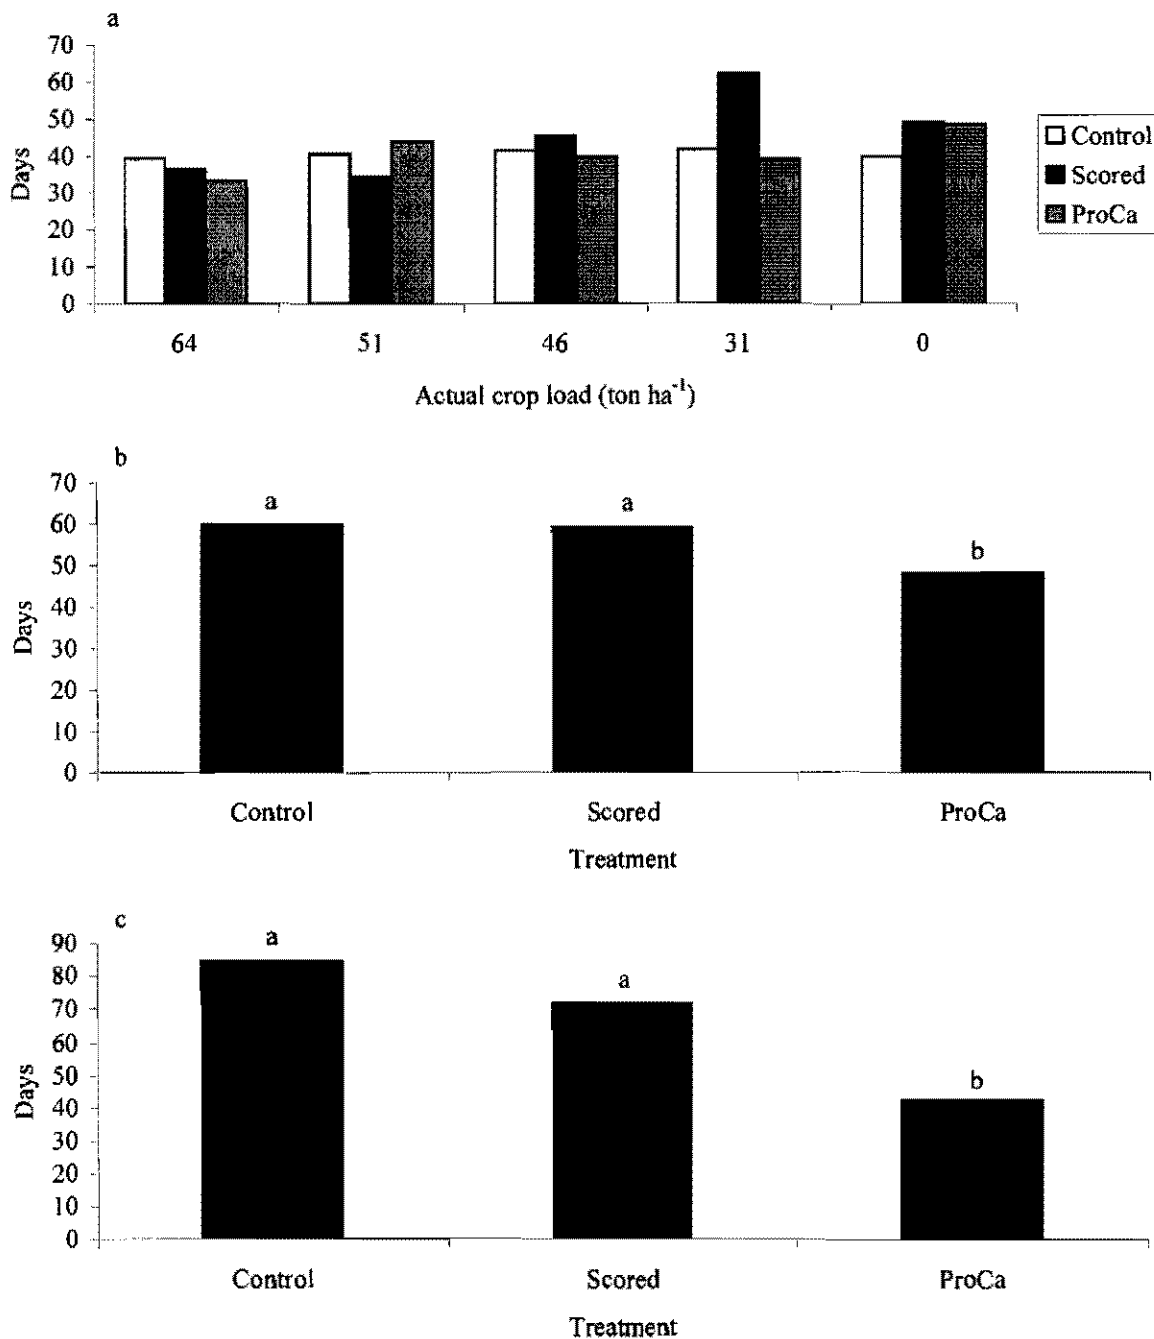 a
70
60
50
40
30
20
10
0
Days
64 51 46 31 0
Actual crop load (ton ha⁻¹)
Control
Scored
ProCa
b
70
60
50
40
30
20
10
0
Days
a a b
Control Scored ProCa
Treatment
c
90
80
70
60
50
40
30
20
10
0
Days
a a b
Control Scored ProCa
Treatment